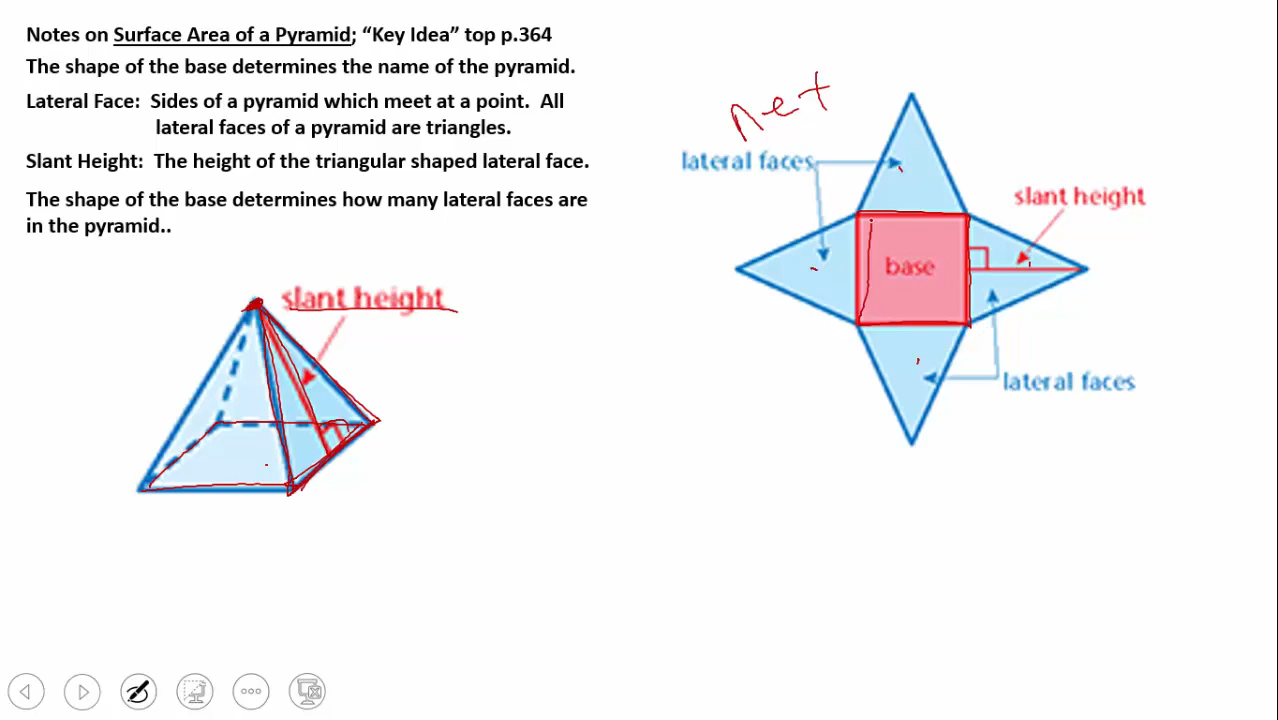 Notes on Surface Area of a Pyramid; “Key Idea” top p.364
The shape of the base determines the name of the pyramid.
Lateral Face: Sides of a pyramid which meet at a point. All
lateral faces of a pyramid are triangles.
Slant Height: The height of the triangular shaped lateral face.
The shape of the base determines how many lateral faces are
in the pyramid..
net
lateral faces
slant height
base
lateral faces
slant height